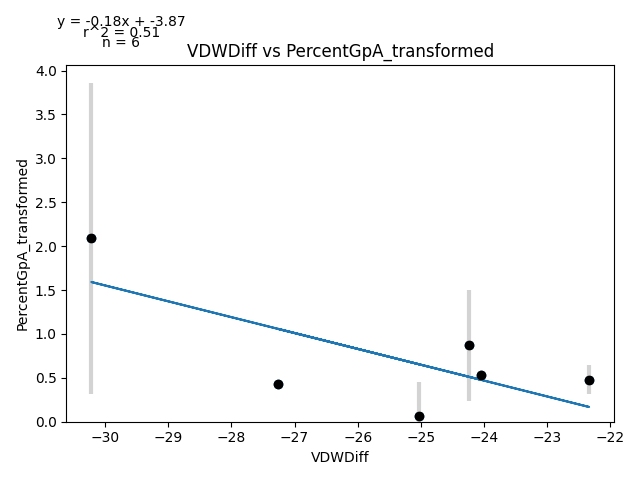 y = -0.18x + -3.87
r^2 = 0.51
n = 6
VDWDiff vs PercentGpA_transformed
4.0
3.5
3.0
2.5
2.0
1.5
1.0
0.5
0.0
PercentGpA_transformed
−30 −29 −28 −27 −26 −25 −24 −23 −22
VDWDiff